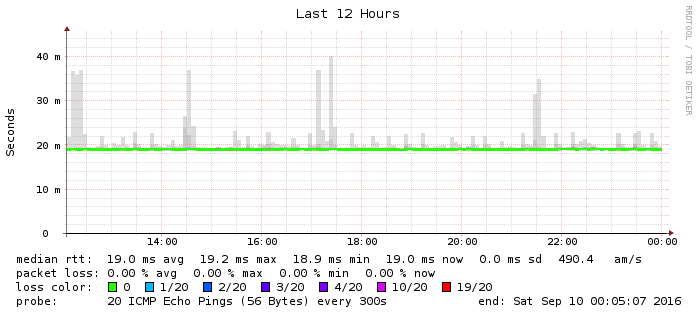 Last 12 Hours
RRDTOOL / TOBI OETIKER
Seconds
40 m
30 m
20 m
10 m
0
14:00 16:00 18:00 20:00 22:00 00:00
median rtt: 19.0 ms avg 19.2 ms max 18.9 ms min 19.0 ms now 0.0 ms sd 490.4 am/s
packet loss: 0.00 % avg 0.00 % max 0.00 % min 0.00 % now
loss color: 0 1/20 2/20 3/20 4/20 10/20 19/20
probe: 20 ICMP Echo Pings (56 Bytes) every 300s end: Sat Sep 10 00:05:07 2016